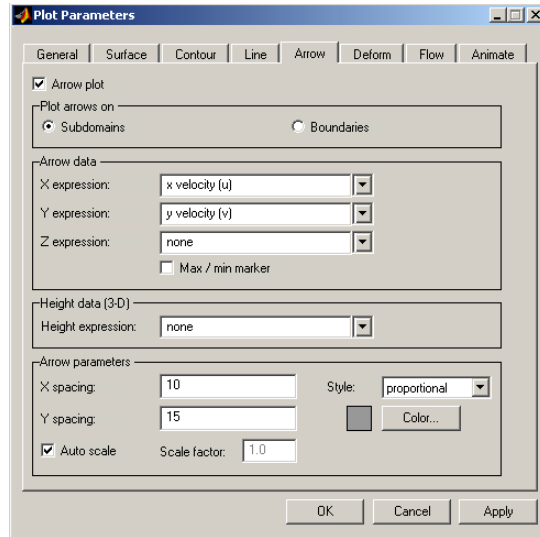 Plot Parameters
General Surface Contour Line Arrow Deform Flow Animate
Arrow plot
Plot arrows on
Subdomains Boundaries
Arrow data
X expression: x velocity (u)
Y expression: y velocity (v)
Z expression: none
Max / min marker
Height data (3-D)
Height expression: none
Arrow parameters
X spacing: 10 Style: proportional
Y spacing: 15 Color...
Auto scale Scale factor: 1.0
OK Cancel Apply